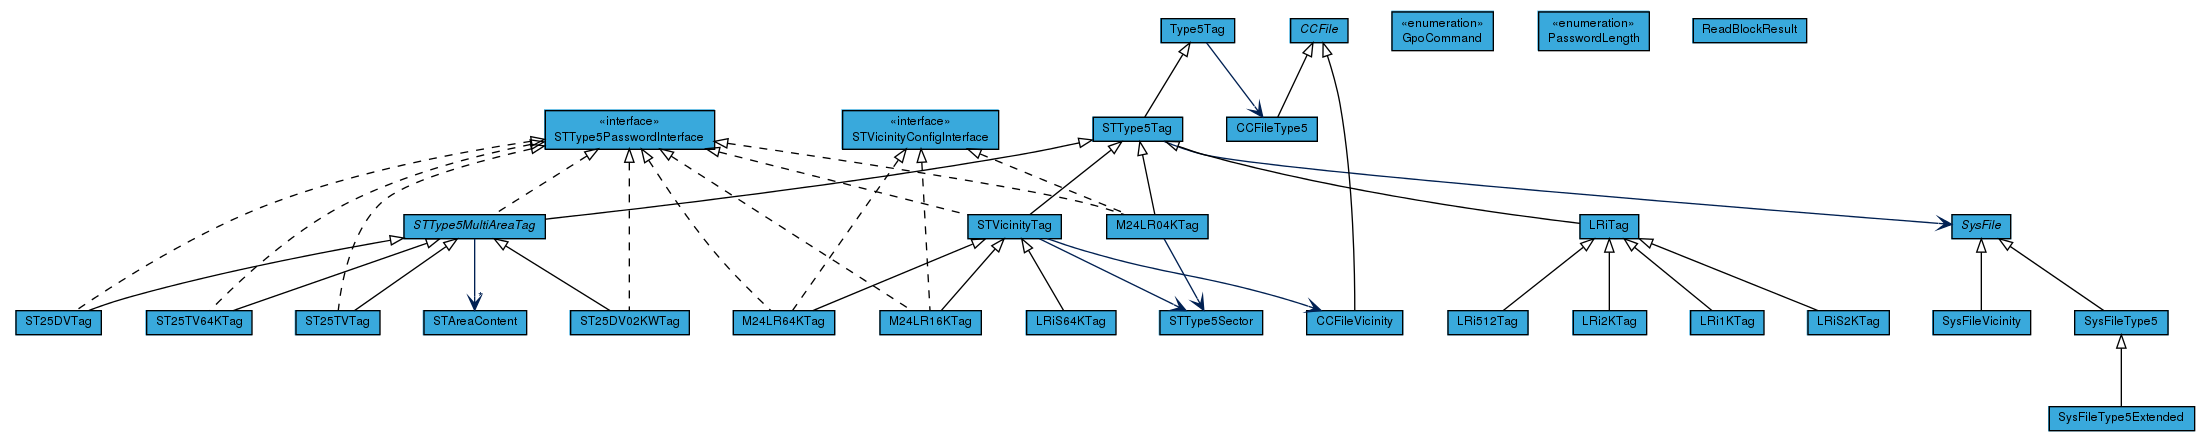 Type5Tag
CCFile
«enumeration»
GpoCommand
«enumeration»
PasswordLength
ReadBlockResult
«interface»
STType5PasswordInterface
«interface»
STVicinityConfigInterface
STType5Tag
CCFileType5
STType5MultiAreaTag
STVicinityTag
M24LR04KTag
LRiTag
SysFile
*
ST25DVTag
ST25TV64KTag
ST25TVTag
STAreaContent
ST25DV02KWTag
M24LR64KTag
M24LR16KTag
LRiS64KTag
STType5Sector
CCFileVicinity
LRi512Tag
LRi2KTag
LRi1KTag
LRiS2KTag
SysFileVicinity
SysFileType5
SysFileType5Extended